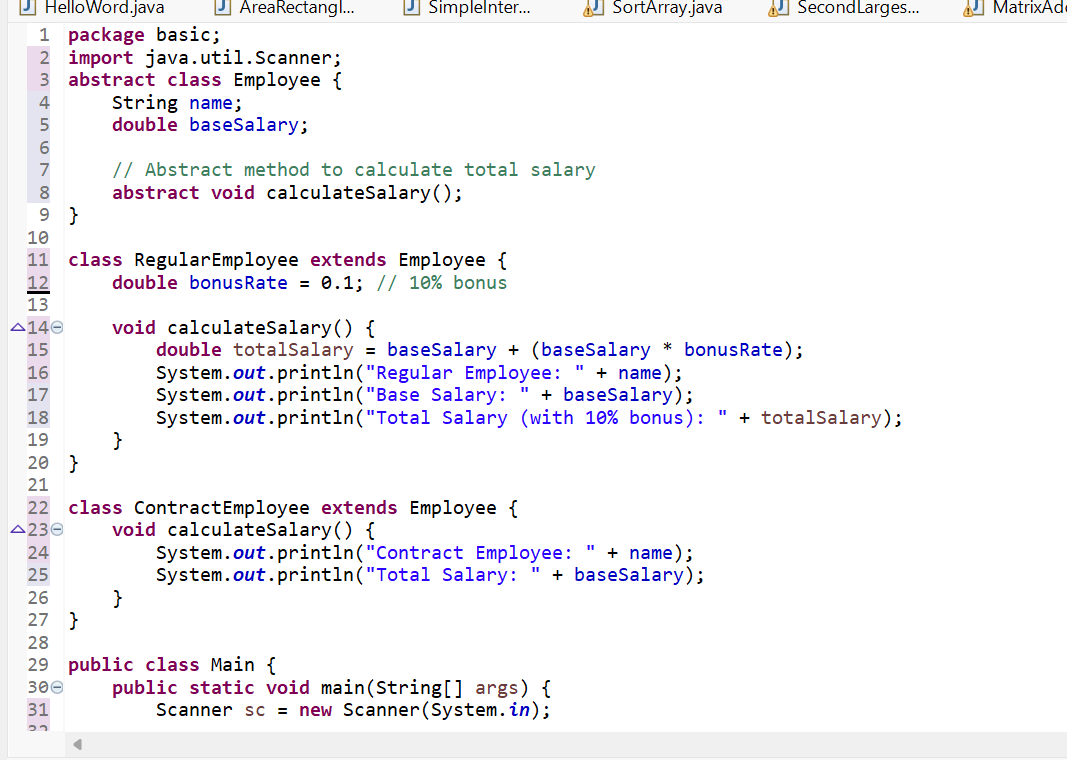 HelloWord.java AreaRectangl... SimpleInter... SortArray.java SecondLarges... MatrixAd
1 package basic;
2 import java.util.Scanner;
3 abstract class Employee {
4     String name;
5     double baseSalary;
6
7     // Abstract method to calculate total salary
8     abstract void calculateSalary();
9 }
10
11 class RegularEmployee extends Employee {
12     double bonusRate = 0.1; // 10% bonus
13
14     void calculateSalary() {
15         double totalSalary = baseSalary + (baseSalary * bonusRate);
16         System.out.println("Regular Employee: " + name);
17         System.out.println("Base Salary: " + baseSalary);
18         System.out.println("Total Salary (with 10% bonus): " + totalSalary);
19     }
20 }
21
22 class ContractEmployee extends Employee {
23     void calculateSalary() {
24         System.out.println("Contract Employee: " + name);
25         System.out.println("Total Salary: " + baseSalary);
26     }
27 }
28
29 public class Main {
30     public static void main(String[] args) {
31         Scanner sc = new Scanner(System.in);